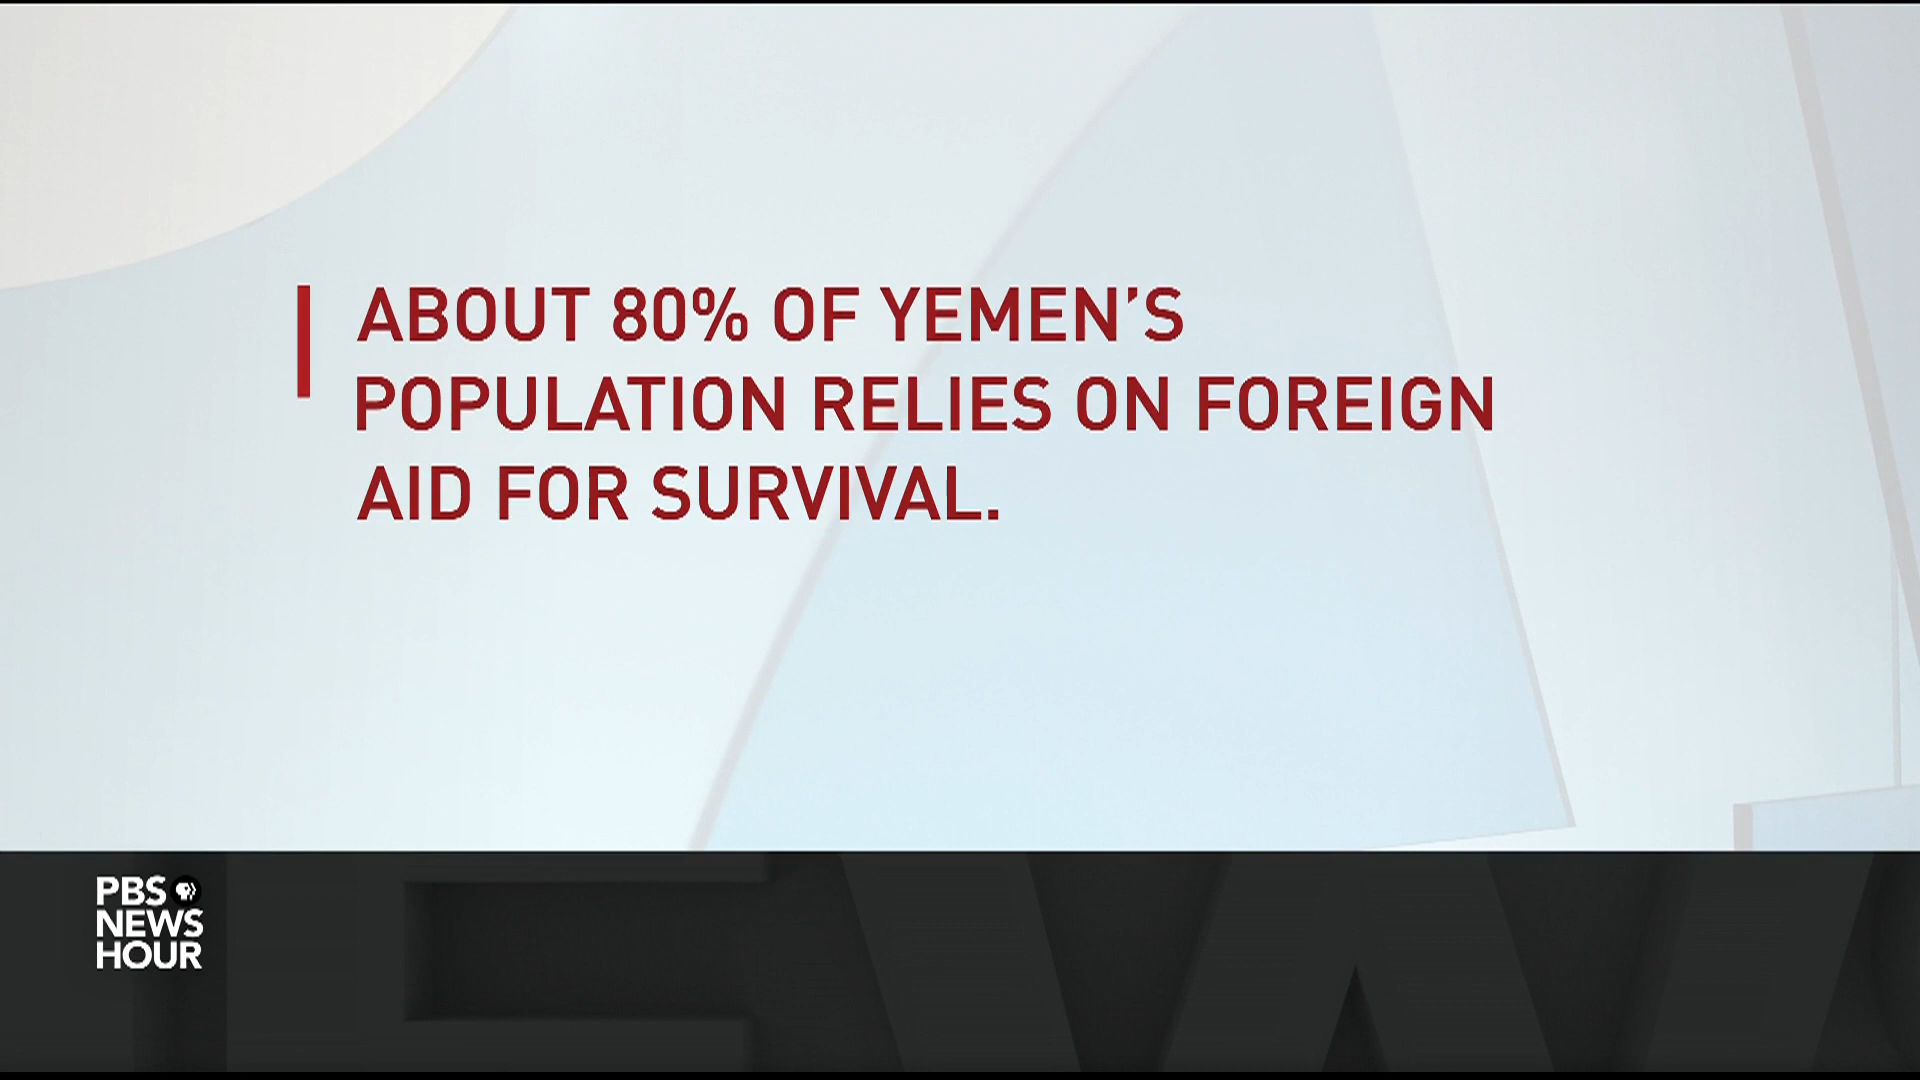 ABOUT 80% OF YEMEN’S
POPULATION RELIES ON FOREIGN
AID FOR SURVIVAL.
PBS
NEWS
HOUR